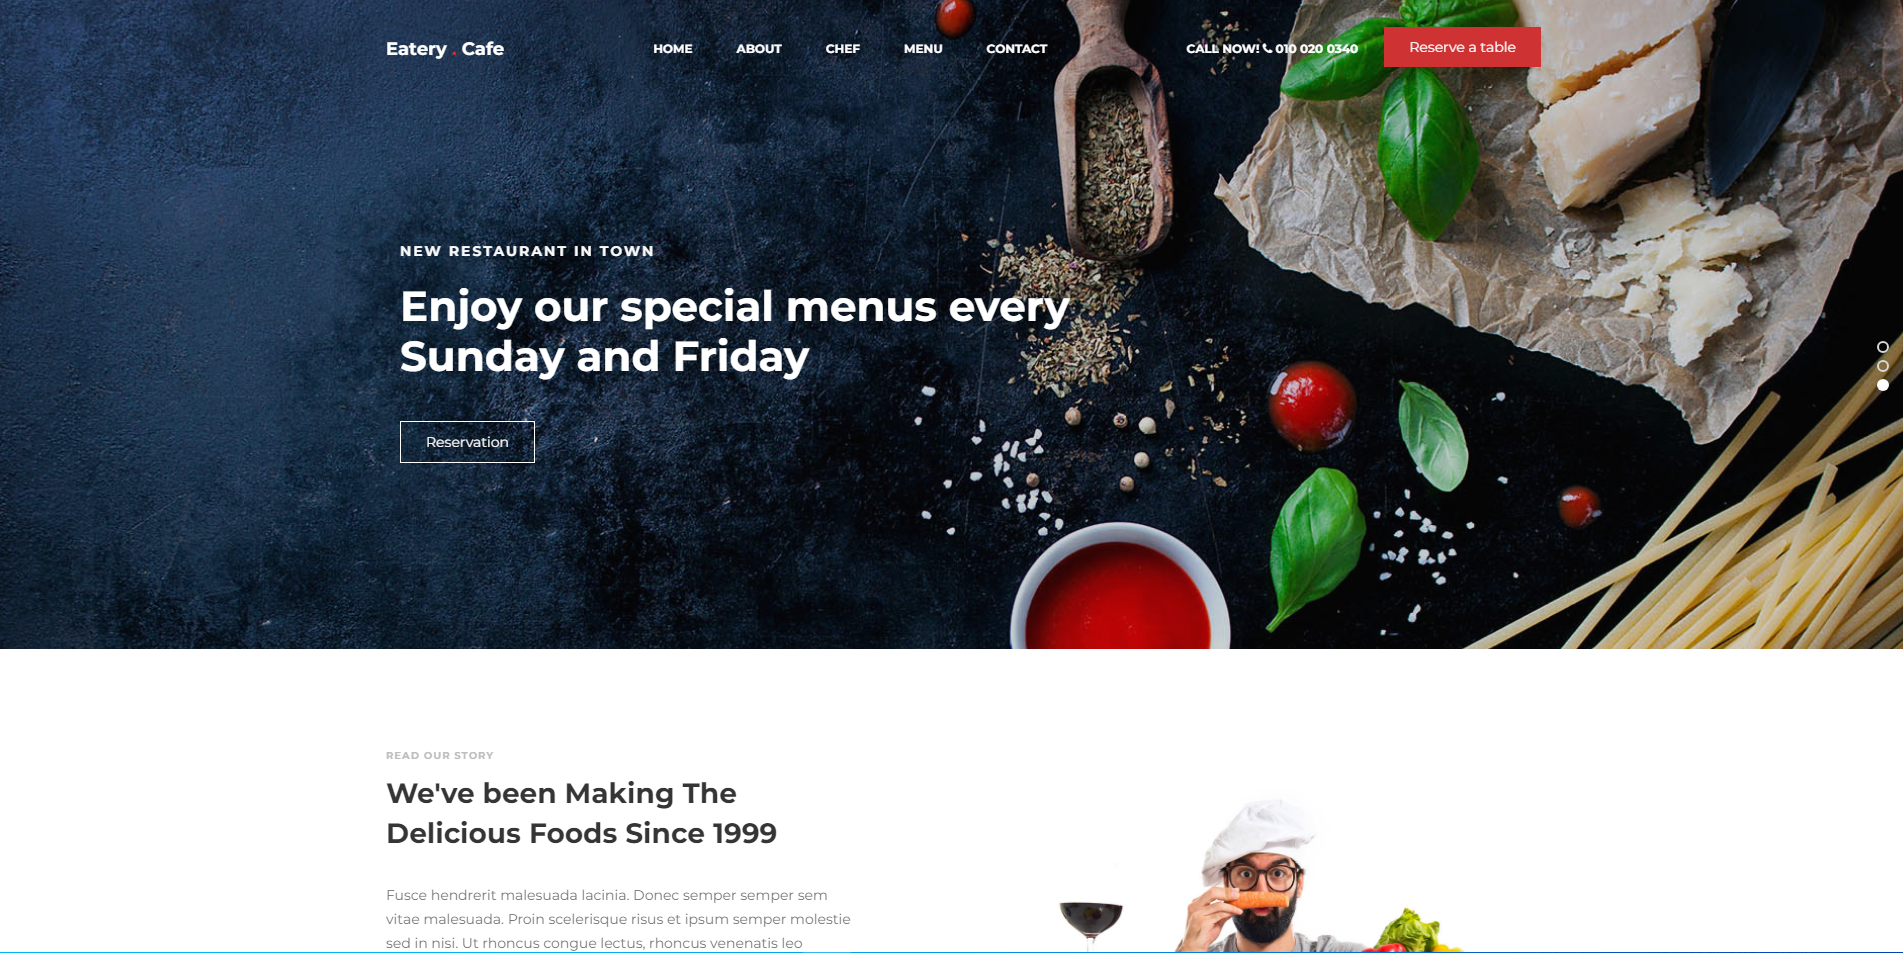 Eatery . Cafe
HOME
ABOUT
CHEF
MENU
CONTACT
CALL NOW! 010 020 0340
Reserve a table
NEW RESTAURANT IN TOWN
Enjoy our special menus every
Sunday and Friday
Reservation
READ OUR STORY
We've been Making The
Delicious Foods Since 1999
Fusce hendrerit malesuada lacinia. Donec semper semper sem
vitae malesuada. Proin scelerisque risus et ipsum semper molestie
sed in nisi. Ut rhoncus congue lectus, rhoncus venenatis leo